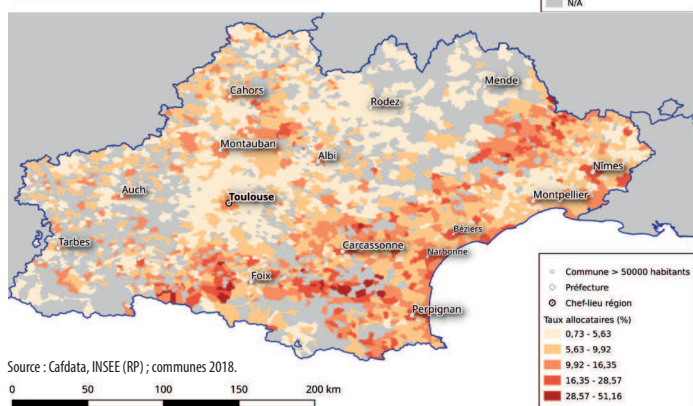 N/A
Mende
Cahors
Rodez
Montauban
Albi
Nîmes
Auch
Toulouse
Montpellier
Béziers
Tarbes
Carcassonne
Narbonne
Foix
Perpignan
Commune > 50000 habitants
Préfecture
Chef-lieu région
Taux allocataires (%)
0,73 - 5,63
5,63 - 9,92
9,92 - 16,35
16,35 - 28,57
28,57 - 51,16
Source : Cafdata, INSEE (RP) ; communes 2018.
0 50 100 150 200 km